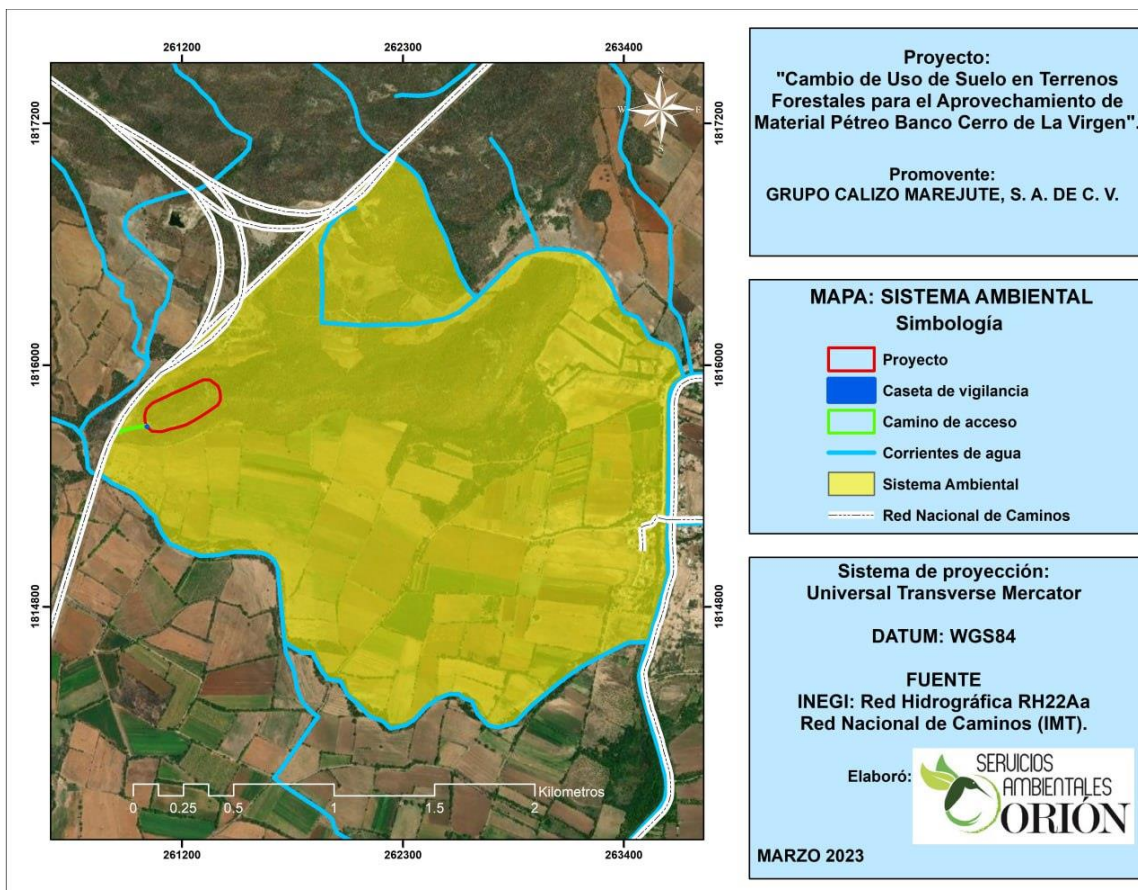 261200
262300
263400
1817200
1816000
1814800
1817200
1816000
1814800
N
W
E
S
0
0.25
0.5
1
1.5
2
Kilometros
261200
262300
263400
Proyecto:
"Cambio de Uso de Suelo en Terrenos
Forestales para el Aprovechamiento de
Material Pétreo Banco Cerro de La Virgen".
Promovente:
GRUPO CALIZO MAREJUTE, S. A. DE C. V.
MAPA: SISTEMA AMBIENTAL
Simbología
Proyecto
Caseta de vigilancia
Camino de acceso
Corrientes de agua
Sistema Ambiental
Red Nacional de Caminos
Sistema de proyección:
Universal Transverse Mercator
DATUM: WGS84
FUENTE
INEGI: Red Hidrográfica RH22Aa
Red Nacional de Caminos (IMT).
Elaboró:
SERVICIOS
AMBIENTALES
ORIÓN
MARZO 2023